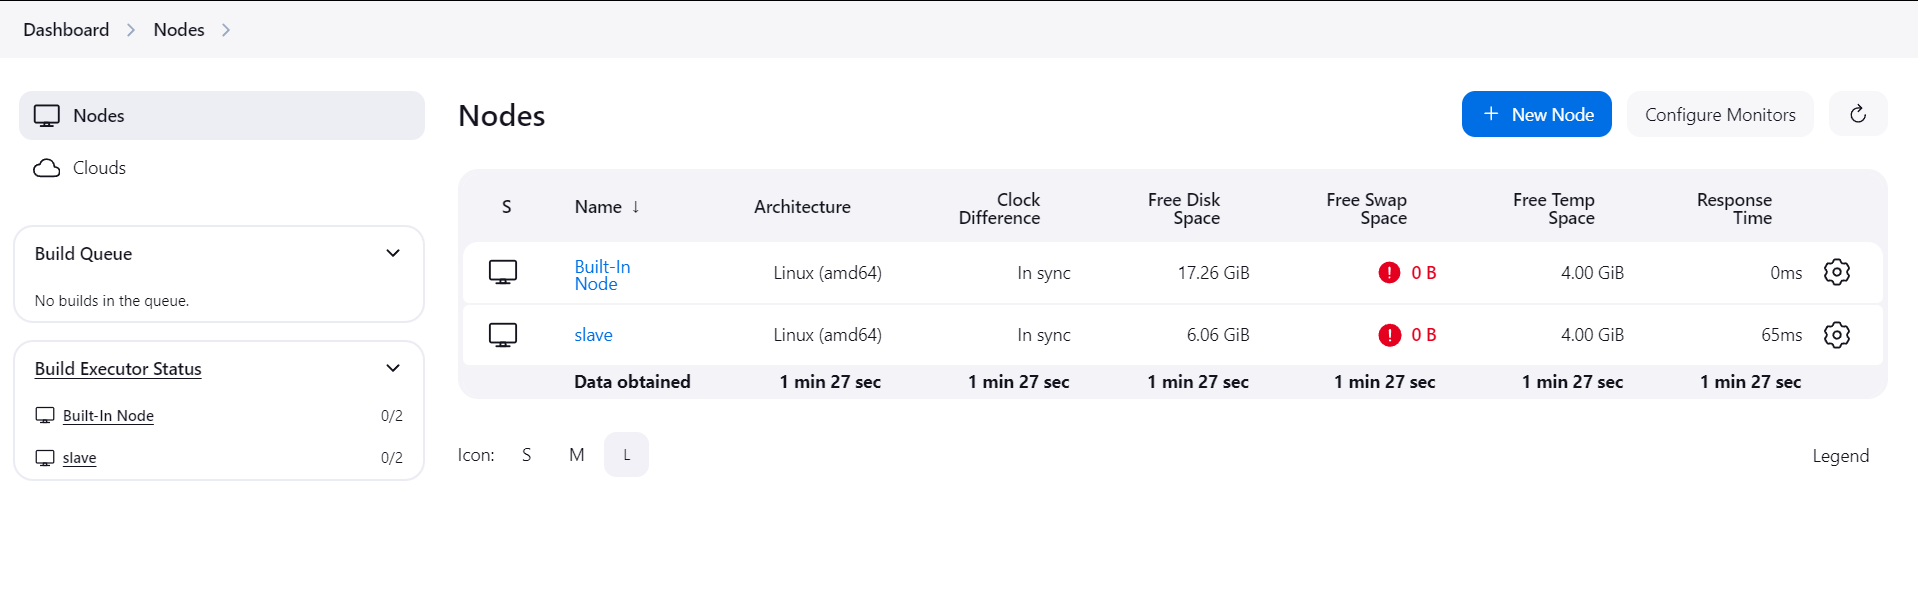 Dashboard
Nodes
Nodes
Clouds
Build Queue
No builds in the queue.
Build Executor Status
Built-In Node 0/2
slave 0/2
Nodes
+ New Node
Configure Monitors
S Name ↓ Architecture Clock Difference Free Disk Space Free Swap Space Free Temp Space Response Time
Built-In Node Linux (amd64) In sync 17.26 GiB ! 0 B 4.00 GiB 0ms
slave Linux (amd64) In sync 6.06 GiB ! 0 B 4.00 GiB 65ms
Data obtained 1 min 27 sec 1 min 27 sec 1 min 27 sec 1 min 27 sec 1 min 27 sec 1 min 27 sec
Icon: S M L
Legend